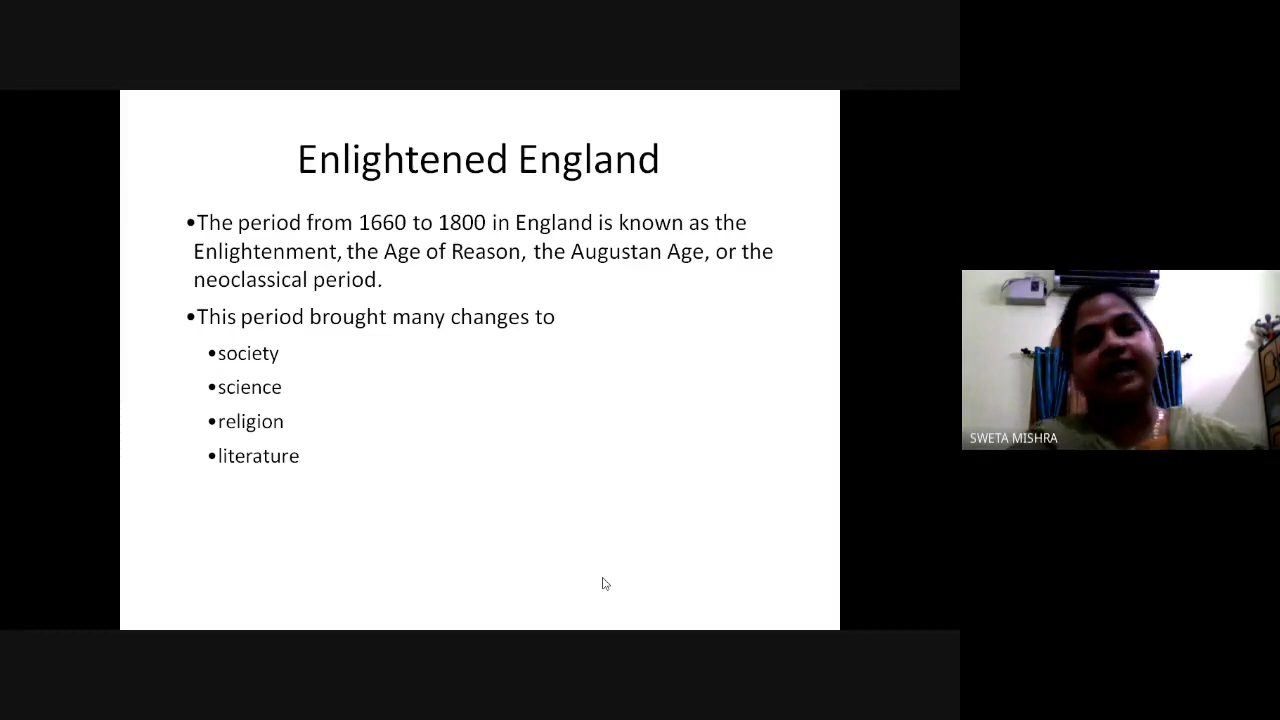 Enlightened England
•The period from 1660 to 1800 in England is known as the
Enlightenment, the Age of Reason, the Augustan Age, or the
neoclassical period.
•This period brought many changes to
•society
•science
•religion
•literature
SWETA MISHRA